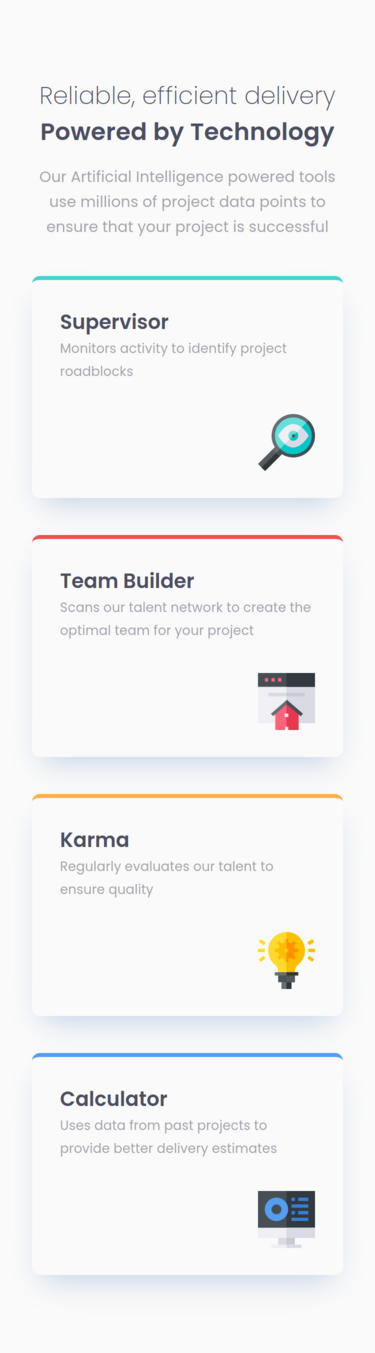 Reliable, efficient delivery
Powered by Technology
Our Artificial Intelligence powered tools
use millions of project data points to
ensure that your project is successful
Supervisor
Monitors activity to identify project
roadblocks
Team Builder
Scans our talent network to create the
optimal team for your project
Karma
Regularly evaluates our talent to
ensure quality
Calculator
Uses data from past projects to
provide better delivery estimates